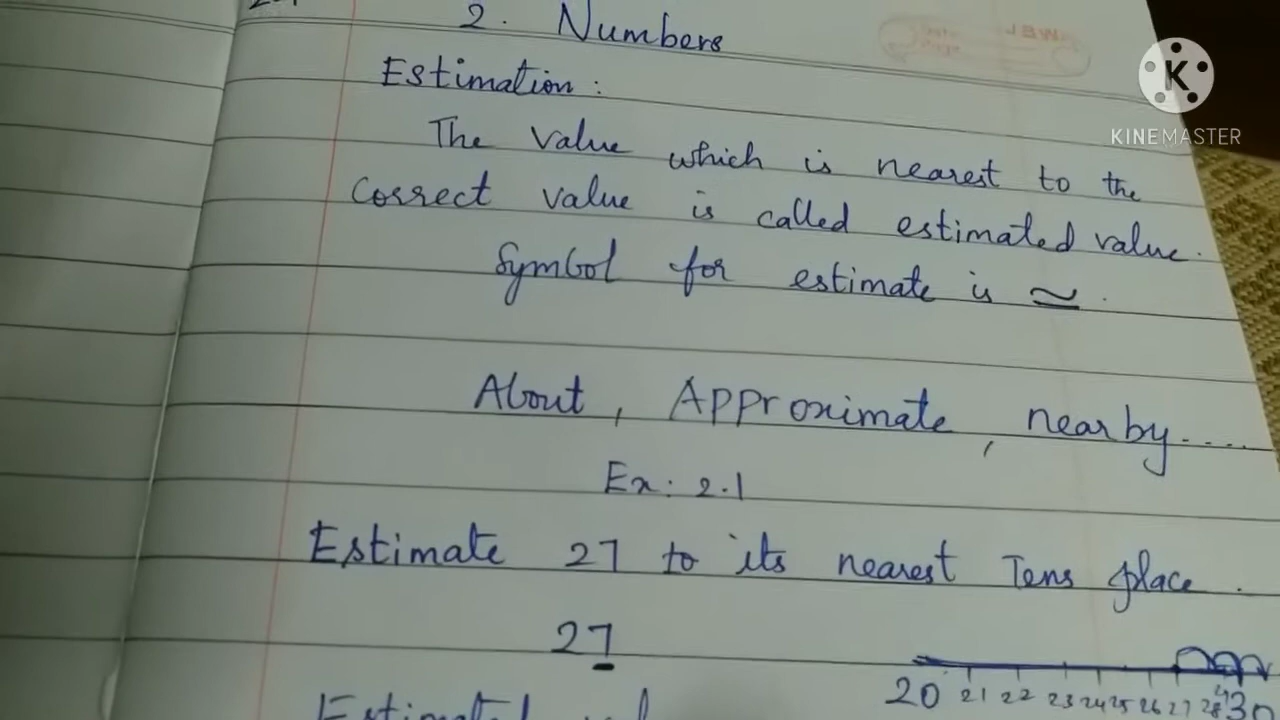 2. Numbers
Estimation :
The value which is nearest to the
correct value is called estimated value.
Symbol for estimate is ≃.
About, Approximate, nearby....
Ex: 2.1
Estimate 27 to its nearest Tens place.
27
20 21 22 23 24 25 26 27 28 30
KINEMASTER